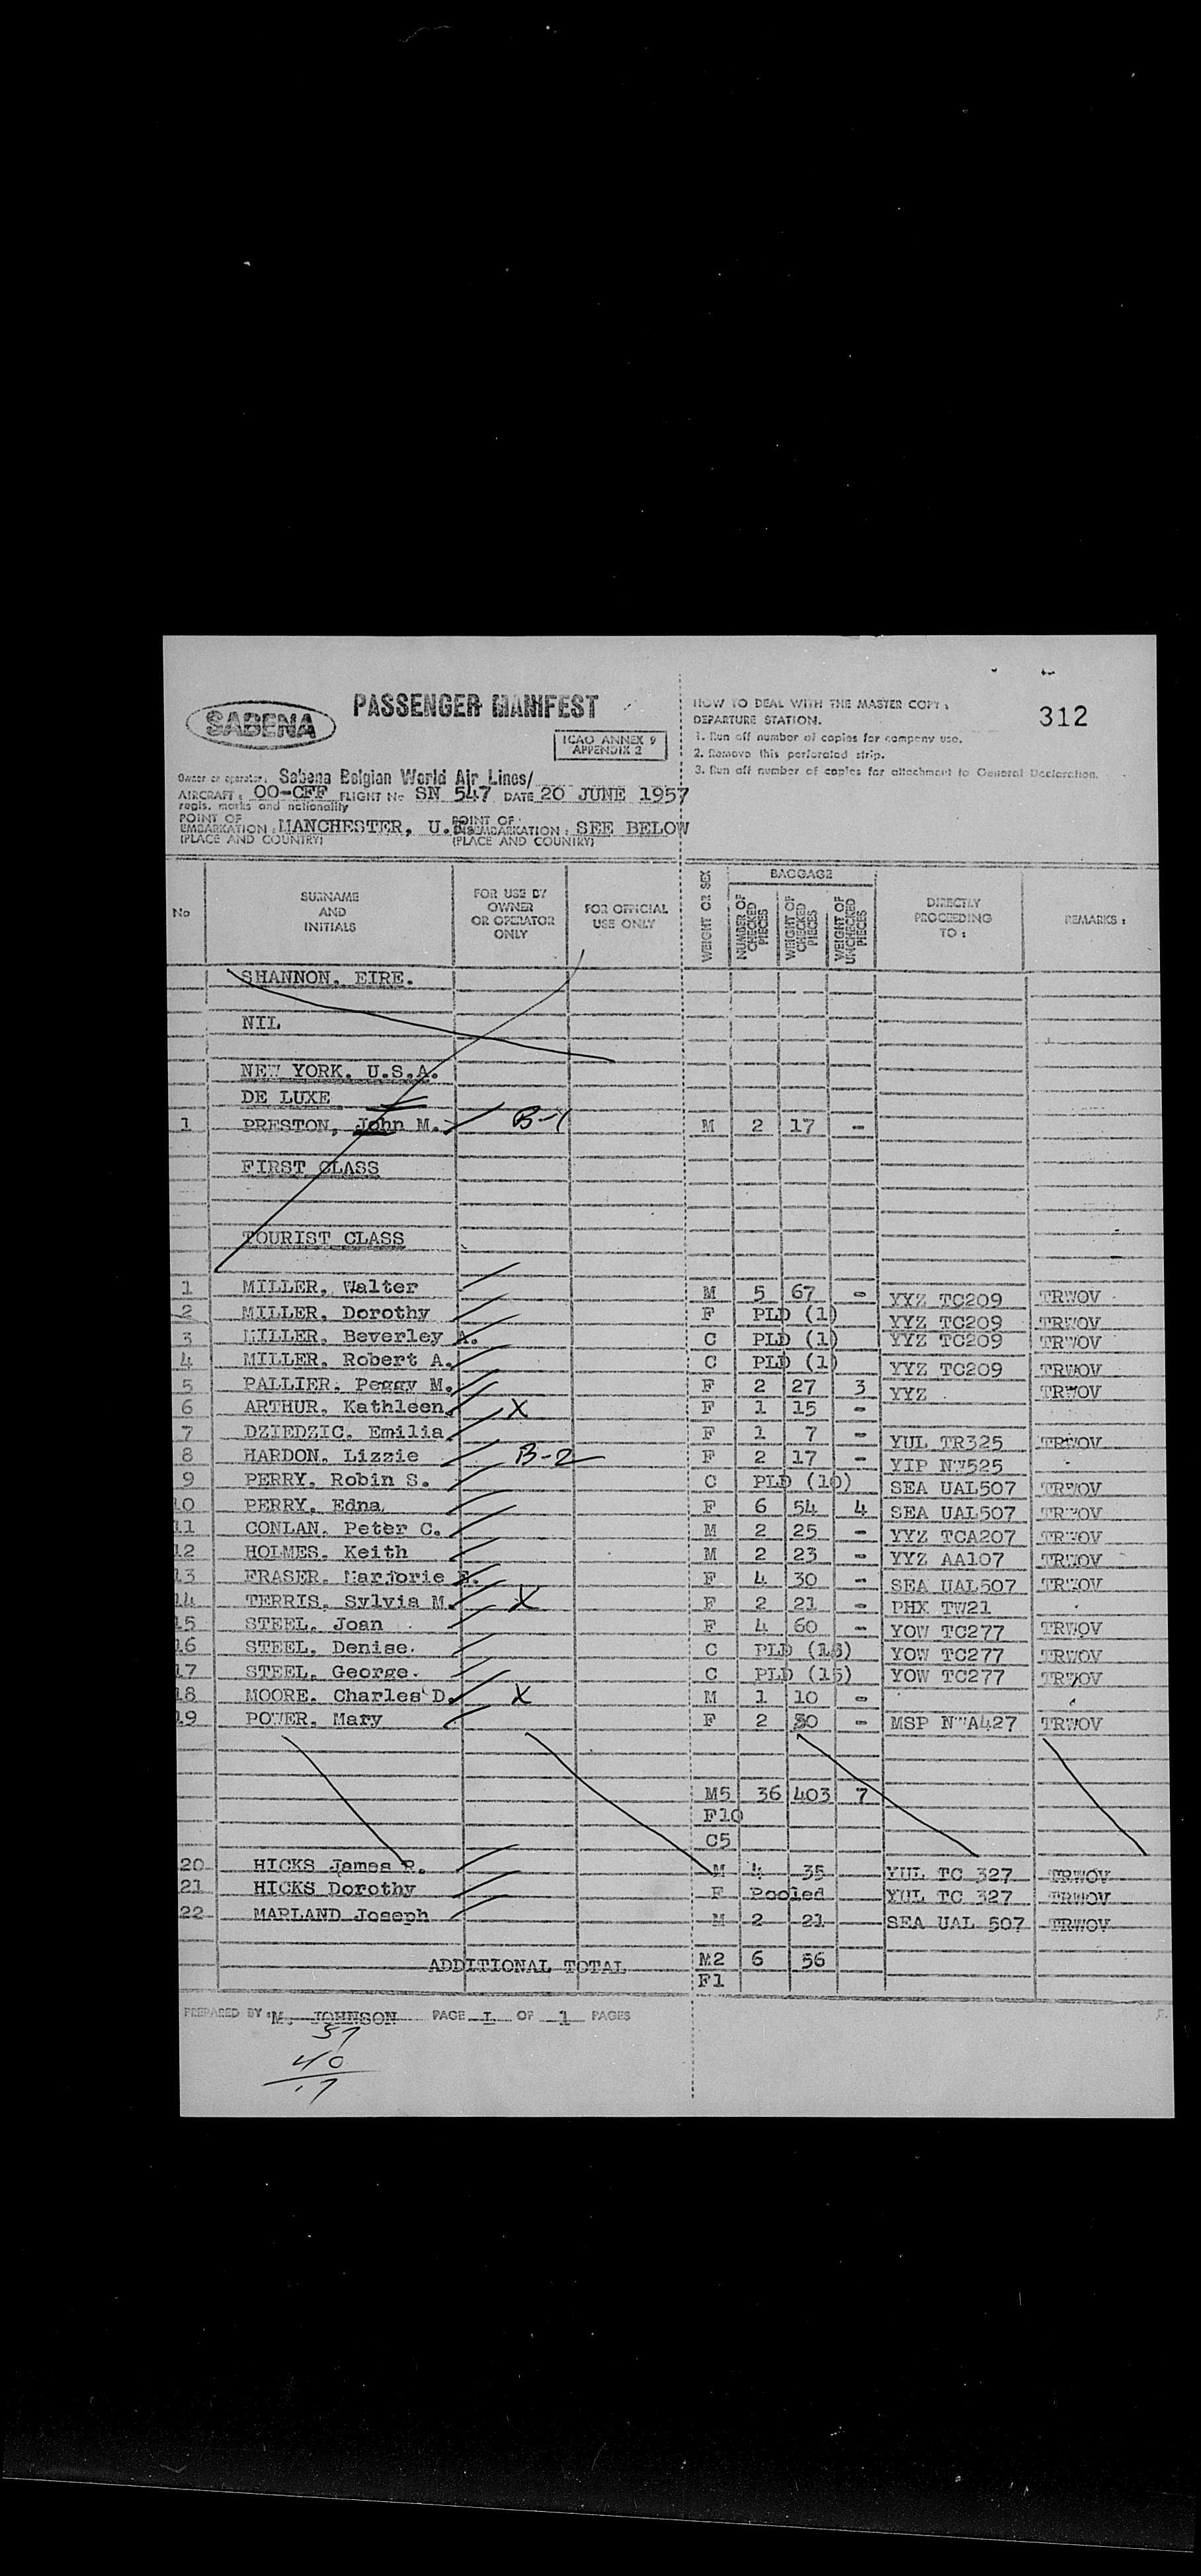 SABENA
PASSENGER MANIFEST
ICAO ANNEX 9
APPENDIX 2
HOW TO DEAL WITH THE MASTER COPY :
DEPARTURE STATION.
1. Run off number of copies for company use.
2. Remove this perforated strip.
3. Run off number of copies for attachment to General Declaration.
312
Owner or operator: Sabena Belgian World Air Lines/
AIRCRAFT: OO-CFF FLIGHT No SN 547 DATE 20 JUNE 1957
regis. marks and nationality
POINT OF EMBARKATION: MANCHESTER, U. POINT OF DISEMBARKATION: SEE BELOW
(PLACE AND COUNTRY) (PLACE AND COUNTRY)
No SURNAME AND INITIALS FOR USE BY OWNER OR OPERATOR ONLY FOR OFFICIAL USE ONLY WEIGHT OR SEX BAGGAGE NUMBER OF CHECKED PIECES WEIGHT OF CHECKED PIECES WEIGHT OF UNCHECKED PIECES DIRECTLY PROCEEDING TO : REMARKS :
SHANNON, EIRE.
NIL
NEW YORK. U.S.A.
DE LUXE
1 PRESTON, John M. B-1 M 2 17 -
FIRST CLASS
TOURIST CLASS
1 MILLER, Walter M 5 67 - YYZ TC209 TRWOV
2 MILLER, Dorothy F PLD (1) YYZ TC209 TRWOV
3 MILLER, Beverley A. C PLD (1) YYZ TC209 TRWOV
4 MILLER, Robert A. C PLD (1) YYZ TC209 TRWOV
5 PALLIER, Peggy M. F 2 27 3 YYZ TRWOV
6 ARTHUR, Kathleen. X F 1 15 -
7 DZIEDZIC. Emilia. F 1 7 - YUL TR325 TRWOV
8 HARDON, Lizzie B-2 F 2 17 - YIP NW525
9 PERRY, Robin S. C PLD (10) SEA UAL507 TRWOV
10 PERRY, Edna F 6 54 4 SEA UAL507 TRWOV
11 CONLAN, Peter C. M 2 25 - YYZ TCA207 TRWOV
12 HOLMES, Keith M 2 23 - YYZ AA107 TRWOV
13 FRASER, Marjorie F 4 30 - SEA UAL507 TRWOV
14 TERRIS, Sylvia M. X F 2 21 - PHX TW21
15 STEEL, Joan F 4 60 - YOW TC277 TRWOV
16 STEEL, Denise. C PLD YOW TC277 TRWOV
17 STEEL, George. C PLD (15) YOW TC277 TRWOV
18 MOORE, Charles D. X M 1 10 -
19 POWER, Mary F 2 30 - MSP NWA427 TRWOV
M5 36 403 7
F10
C5
20 HICKS James R. M 4 35 YUL TC 327 TRWOV
21 HICKS Dorothy F Pooled YUL TC 327 TRWOV
22 MARLAND Joseph M 2 21 SEA UAL 507 TRWOV
ADDITIONAL TOTAL M2 6 56
F1
PREPARED BY: M. JOHNSON PAGE 1 OF 1 PAGES
40